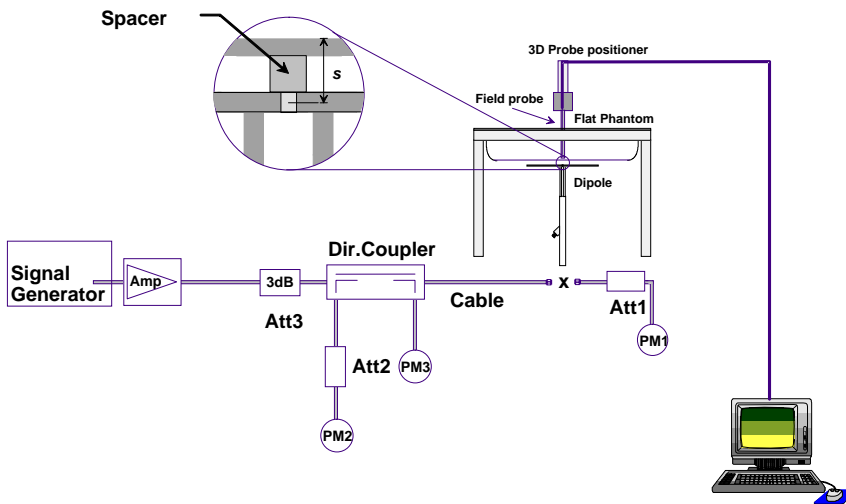 Spacer
s
3D Probe positioner
Field probe
Flat Phantom
Dipole
Signal
Generator
Amp
3dB
Att3
Dir.Coupler
Cable
x
Att1
PM1
Att2
PM3
PM2